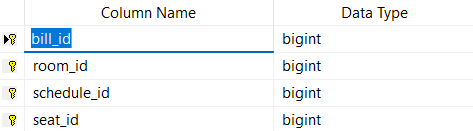 Column Name Data Type
bill_id bigint
room_id bigint
schedule_id bigint
seat_id bigint